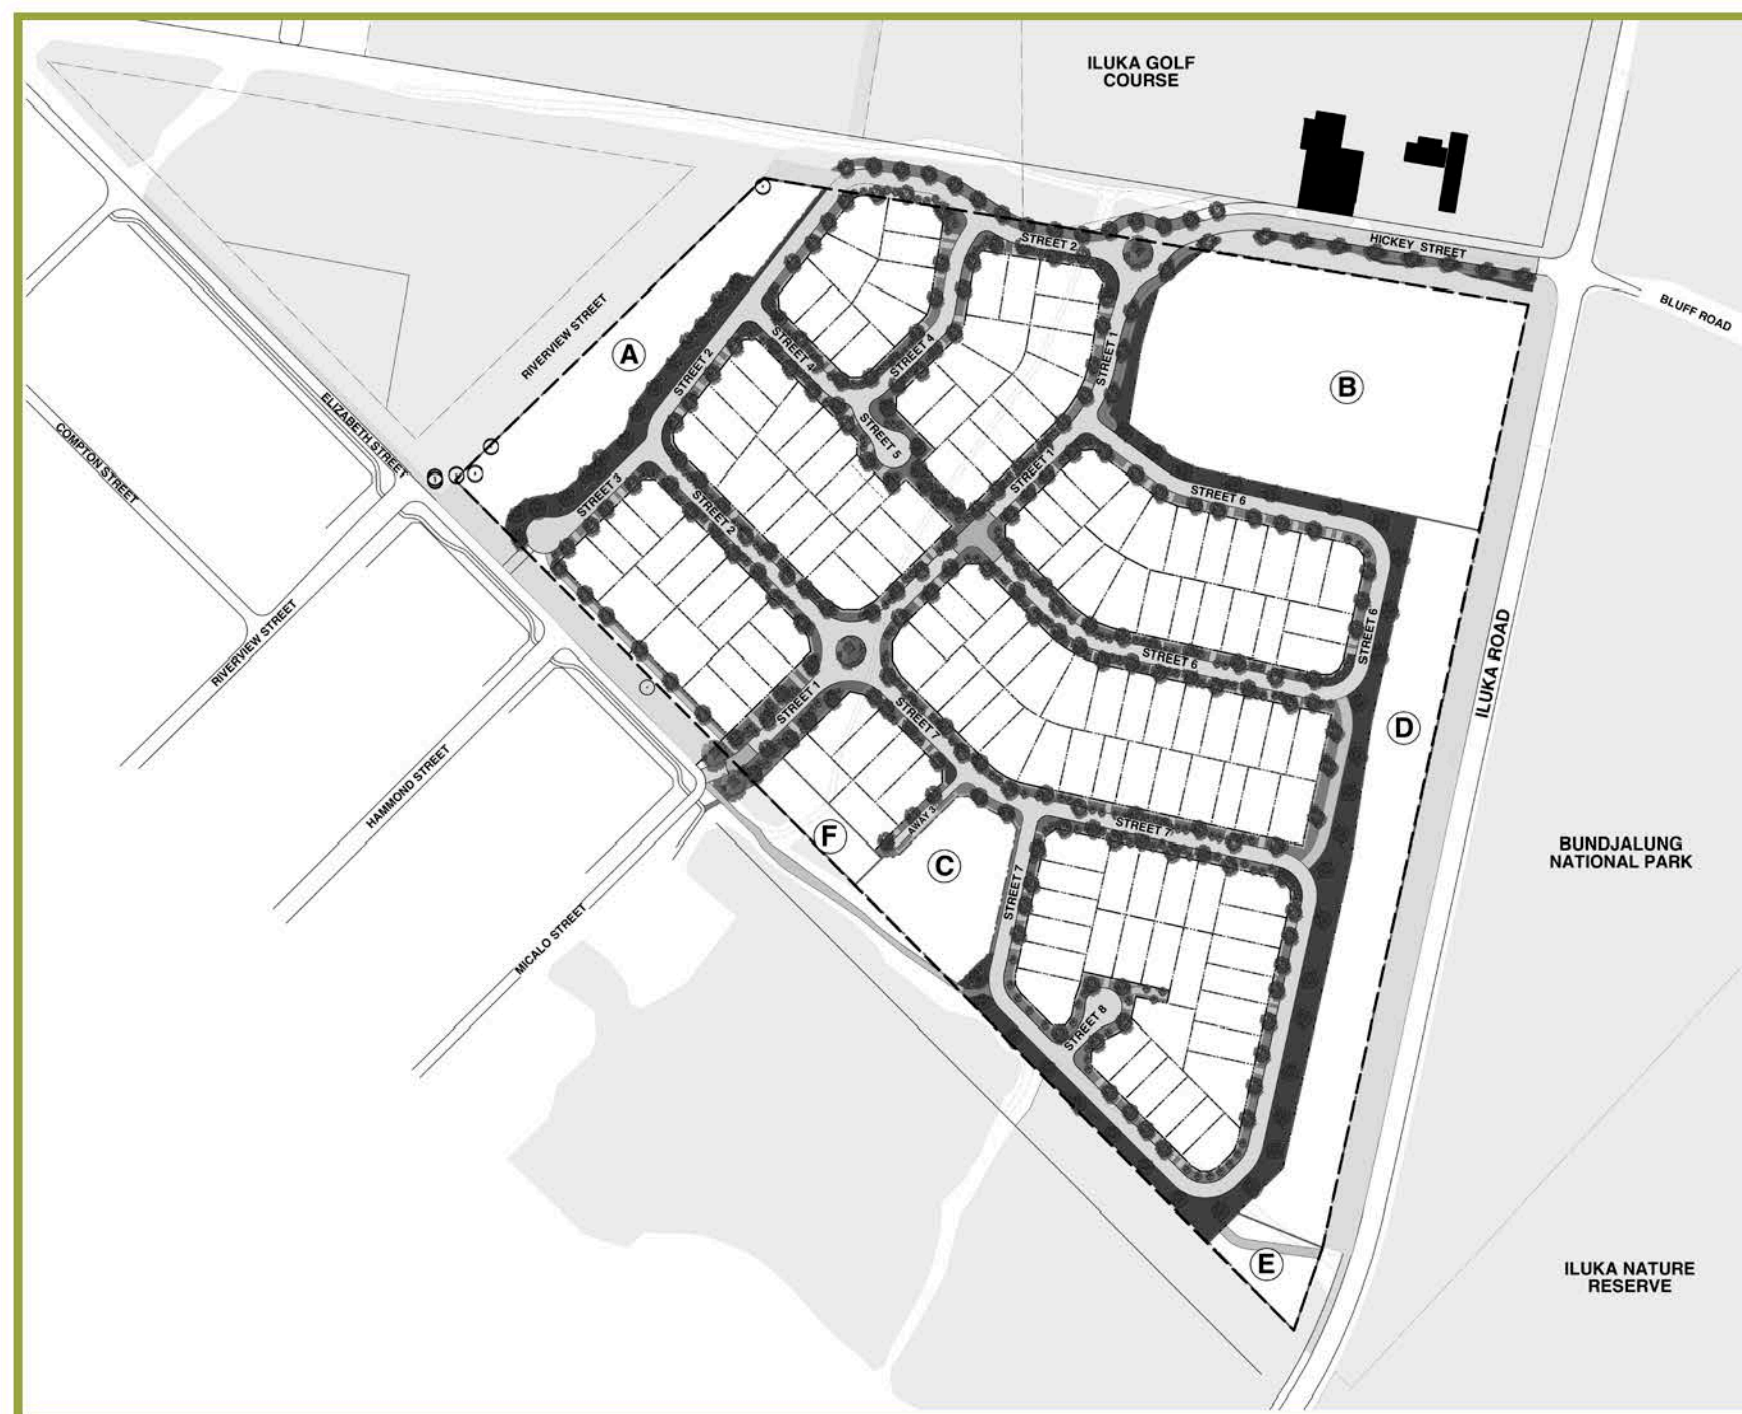 ILUKA GOLF
COURSE
HICKEY STREET
BLUFF ROAD
STREET 2
RIVERVIEW STREET
A
STREET 2
STREET 4
STREET 4
STREET 1
B
ELIZABETH STREET
COMPTON STREET
STREET 5
STREET 1
STREET 6
STREET 3
STREET 2
RIVERVIEW STREET
STREET 6
STREET 6
ILUKA ROAD
STREET 1
STREET 7
D
HAMMOND STREET
F
AWAY 3
STREET 7
C
BUNDJALUNG
NATIONAL PARK
STREET 7
MICALO STREET
STREET 8
E
ILUKA NATURE
RESERVE